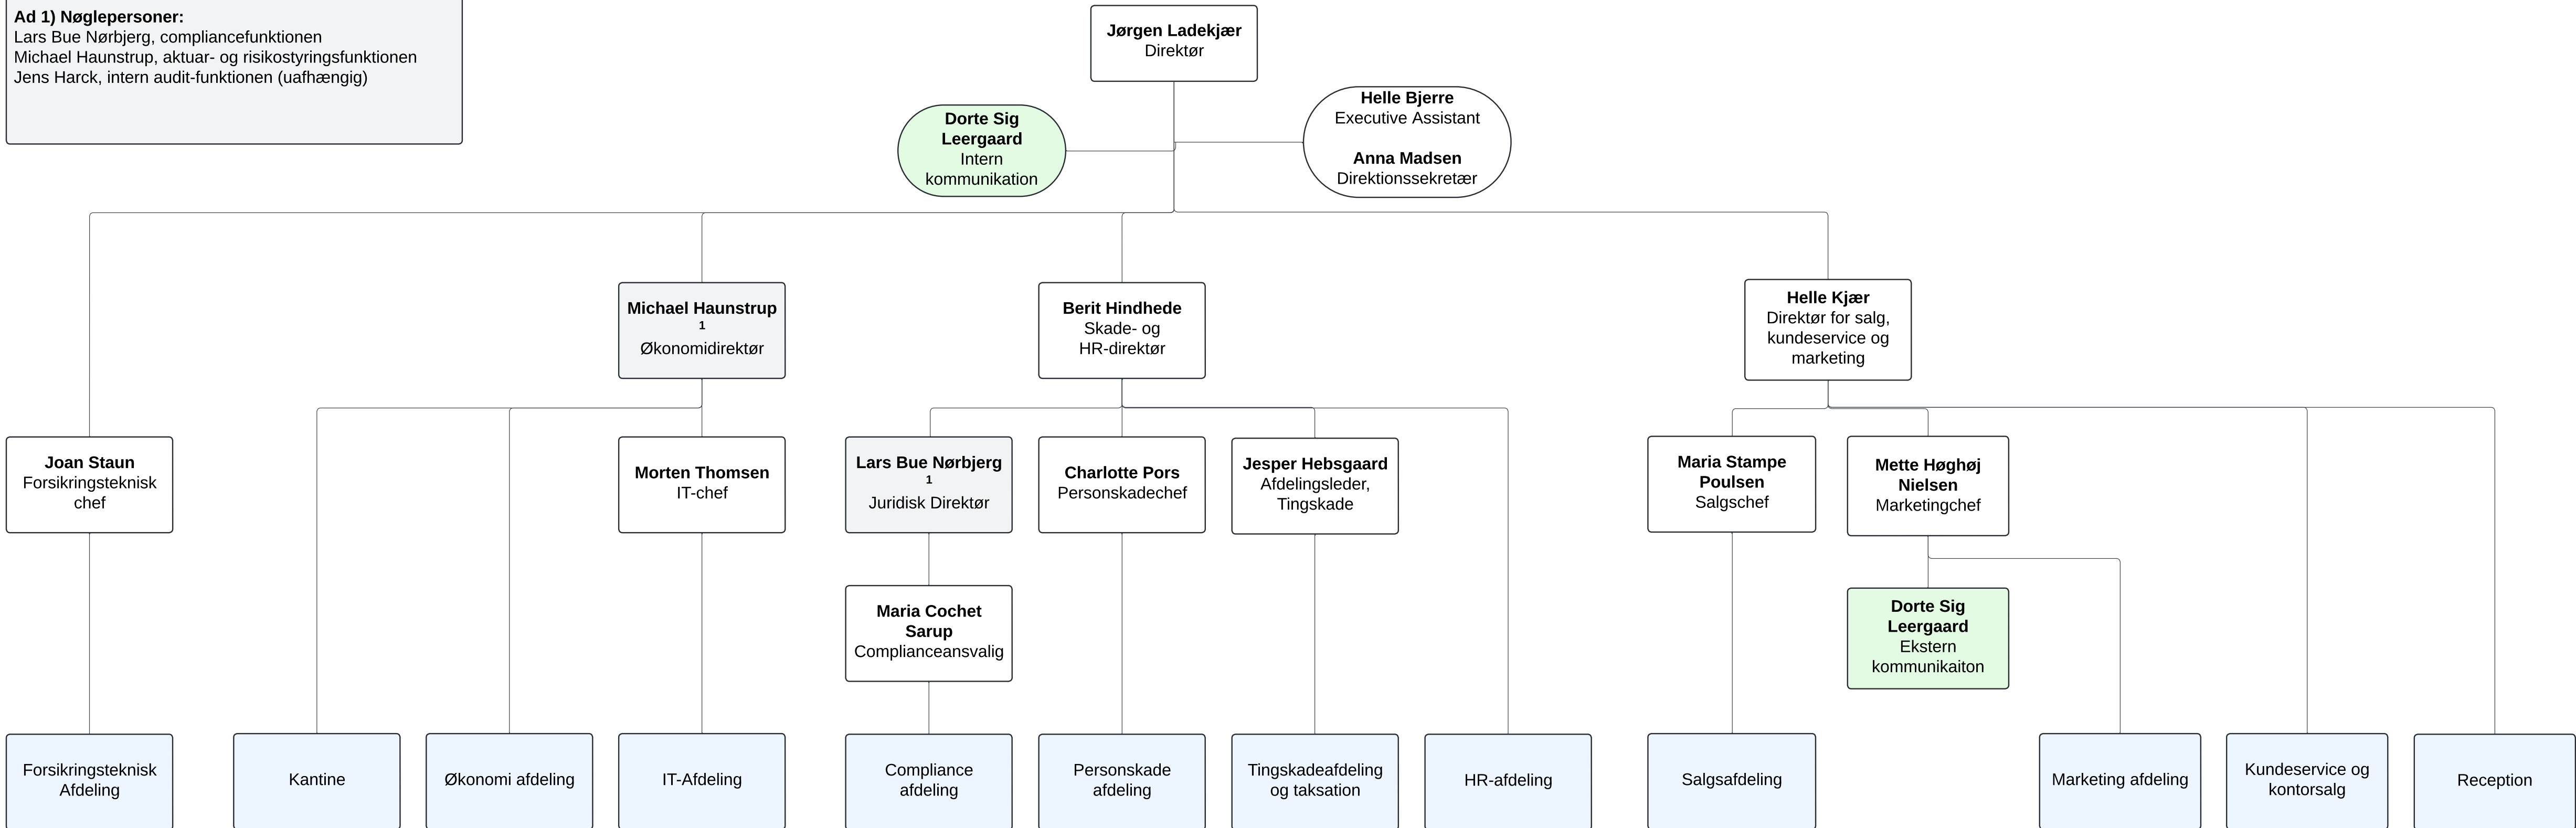 Ad 1) Nøglepersoner:
Lars Bue Nørbjerg, compliancefunktionen
Michael Haunstrup, aktuar- og risikostyringsfunktionen
Jens Harck, intern audit-funktionen (uafhængig)
Jørgen Ladekjær
Direktør
Dorte Sig
Leergaard
Intern
kommunikation
Helle Bjerre
Executive Assistant
Anna Madsen
Direktionssekretær
Michael Haunstrup
1
Økonomidirektør
Berit Hindhede
Skade- og
HR-direktør
Helle Kjær
Direktør for salg,
kundeservice og
marketing
Joan Staun
Forsikringsteknisk
chef
Morten Thomsen
IT-chef
Lars Bue Nørbjerg
1
Juridisk Direktør
Charlotte Pors
Personskadechef
Jesper Hebsgaard
Afdelingsleder,
Tingskade
Maria Stampe
Poulsen
Salgschef
Mette Høghøj
Nielsen
Marketingchef
Maria Cochet
Sarup
Complianceansvalig
Dorte Sig
Leergaard
Ekstern
kommunikaiton
Forsikringsteknisk
Afdeling
Kantine
Økonomi afdeling
IT-Afdeling
Compliance
afdeling
Personskade
afdeling
Tingskadeafdeling
og taksation
HR-afdeling
Salgsafdeling
Marketing afdeling
Kundeservice og
kontorsalg
Reception